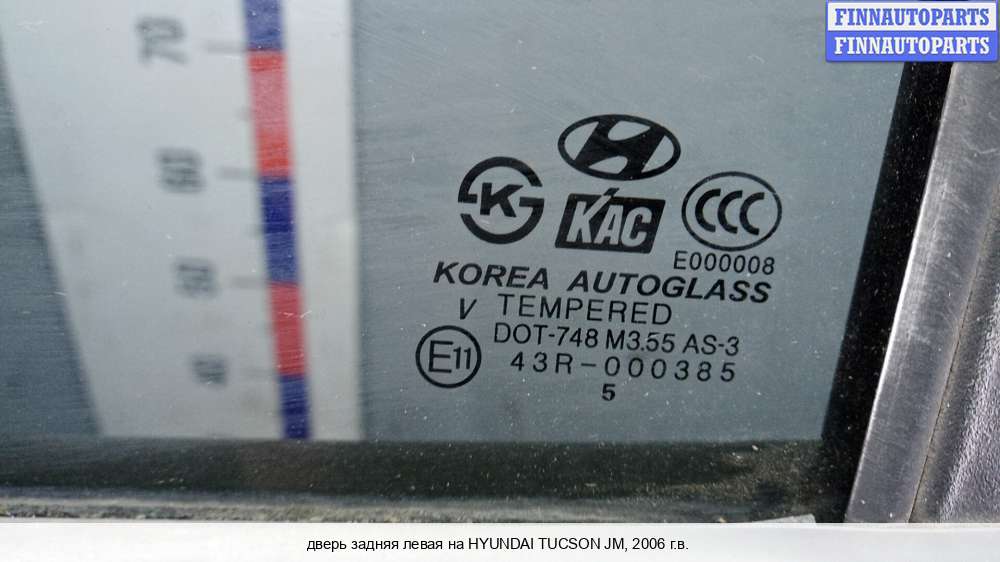 FINNAUTOPARTS
FINNAUTOPARTS
70
60
50
40
K
KAC
CCC
E000008
KOREA AUTOGLASS
V TEMPERED
DOT-748 M3.55 AS-3
E11
43R-000385
5
дверь задняя левая на HYUNDAI TUCSON JM, 2006 г.в.